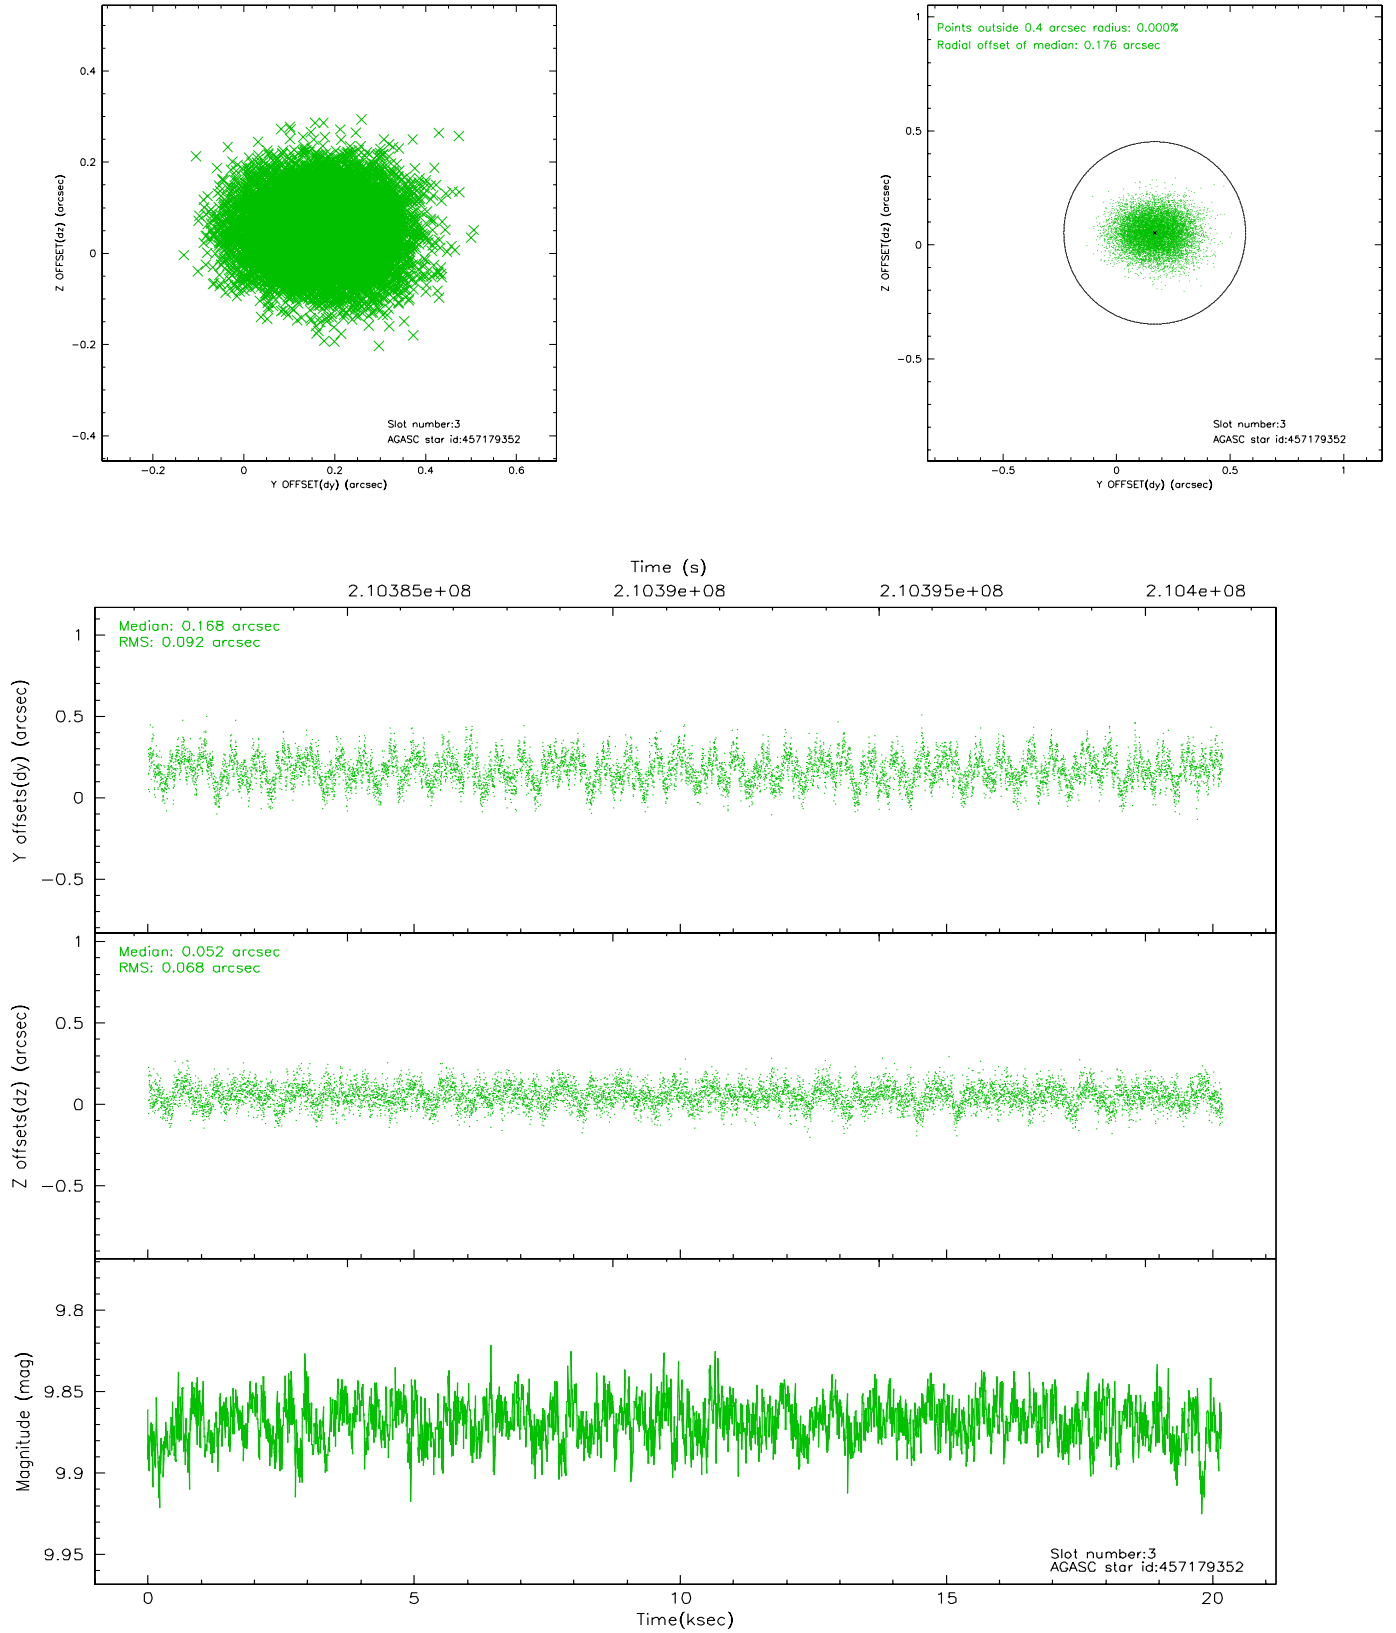 0.4
0.2
0
-0.2
-0.4
Z OFFSET(dz) (arcsec)
Slot number:3
AGASC star id:457179352
-0.2 0 0.2 0.4 0.6
Y OFFSET(dy) (arcsec)
Points outside 0.4 arcsec radius: 0.000%
Radial offset of median: 0.176 arcsec
1
0.5
0
-0.5
Z OFFSET(dz) (arcsec)
Slot number:3
AGASC star id:457179352
-0.5 0 0.5 1
Y OFFSET(dy) (arcsec)
Time (s)
2.10385e+08 2.1039e+08 2.10395e+08 2.104e+08
Median: 0.168 arcsec
RMS: 0.092 arcsec
1
0.5
0
-0.5
Y offsets(dy) (arcsec)
Median: 0.052 arcsec
RMS: 0.068 arcsec
1
0.5
0
-0.5
Z offsets(dz) (arcsec)
9.8
9.85
9.9
9.95
Magnitude (mag)
Slot number:3
AGASC star id:457179352
0 5 10 15 20
Time(ksec)